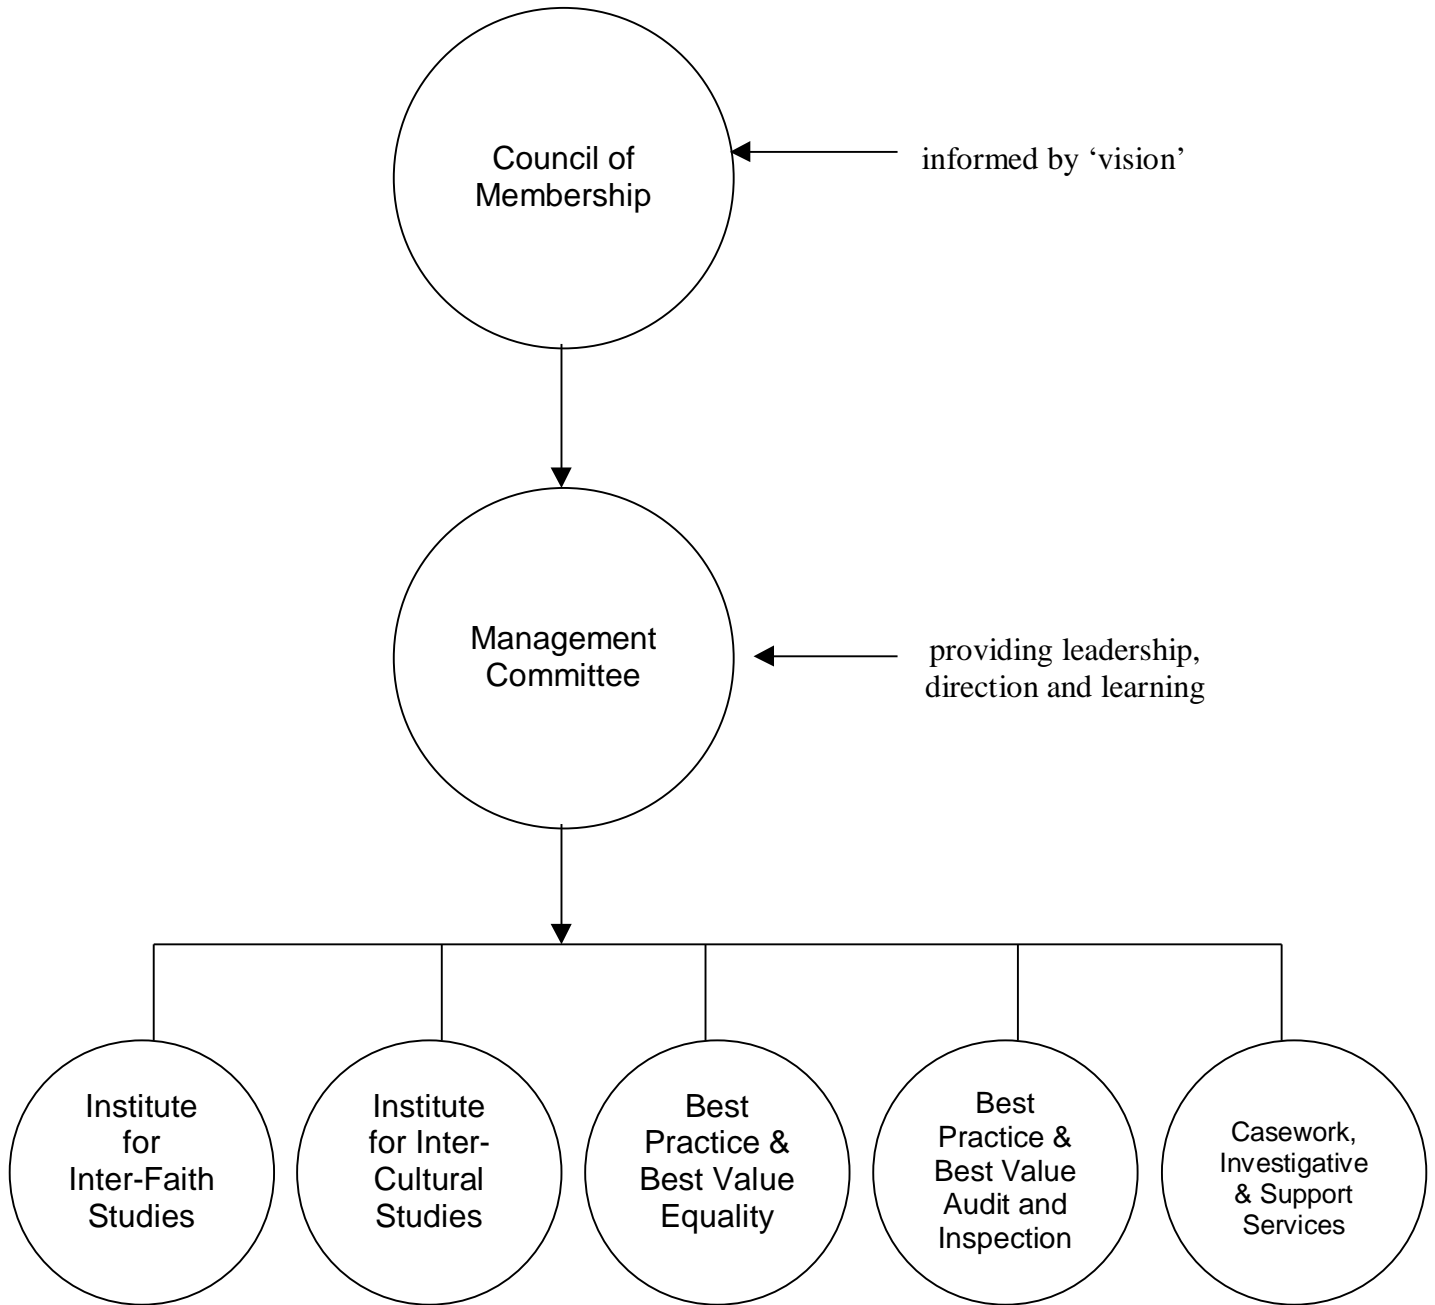 Council of
Membership
informed by ‘vision’
Management
Committee
providing leadership,
direction and learning
Institute
for
Inter-Faith
Studies
Institute
for Inter-
Cultural
Studies
Best
Practice &
Best Value
Equality
Best
Practice &
Best Value
Audit and
Inspection
Casework,
Investigative
& Support
Services